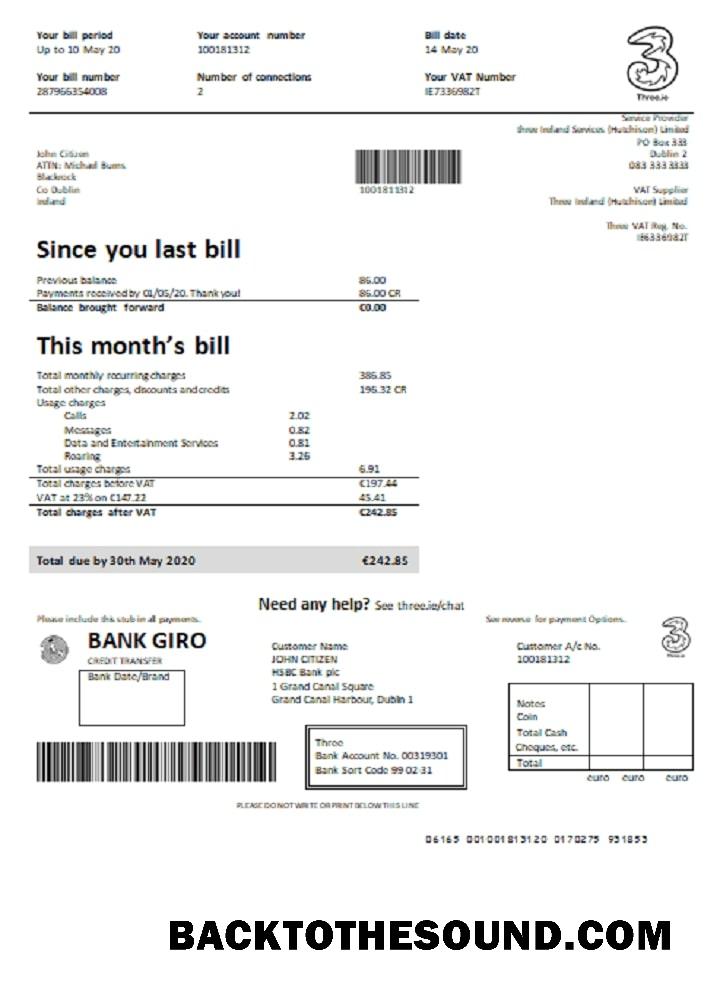 Your bill period
Up to 10 May 20
Your account number
100181312
Bill date
14 May 20
Your bill number
287966354008
Number of connections
2
Your VAT Number
IE7336982T
Three.ie
Service Provider
three Ireland Services (Hutchison) Limited
PO Box 333
Dublin 2
083 333 3333
VAT Supplier
Three Ireland (Hutchison) Limited
Three VAT Reg. No.
IE6336982T
John Citizen
ATTN: Michael Burns
Blackrock
Co Dublin
Ireland
1001811312
Since you last bill
Previous balance 86.00
Payments received by 01/05/20. Thank you! 86.00 CR
Balance brought forward €0.00
This month's bill
Total monthly recurring charges 386.85
Total other charges, discounts and credits 196.32 CR
Usage charges
Calls 2.02
Messages 0.82
Data and Entertainment Services 0.81
Roaring 3.26
Total usage charges 6.91
Total charges before VAT €197.44
VAT at 23% on €147.22 45.41
Total charges after VAT €242.85
Total due by 30th May 2020 €242.85
Need any help? See three.ie/chat
Please include this stub in all payments.
See reverse for payment Options.
BANK GIRO
CREDIT TRANSFER
Bank Date/Brand
Customer Name
JOHN CITIZEN
HSBC Bank plc
1 Grand Canal Square
Grand Canal Harbour, Dublin 1
Customer A/c No.
100181312
Three
Bank Account No. 00319301
Bank Sort Code 99 02 31
Notes
Coin
Total Cash
Cheques, etc.
Total
euro euro euro
PLEASE DO NOT WRITE OR PRINT BELOW THIS LINE
06165 001001813120 0170275 931853
BACKTOTHESOUND.COM